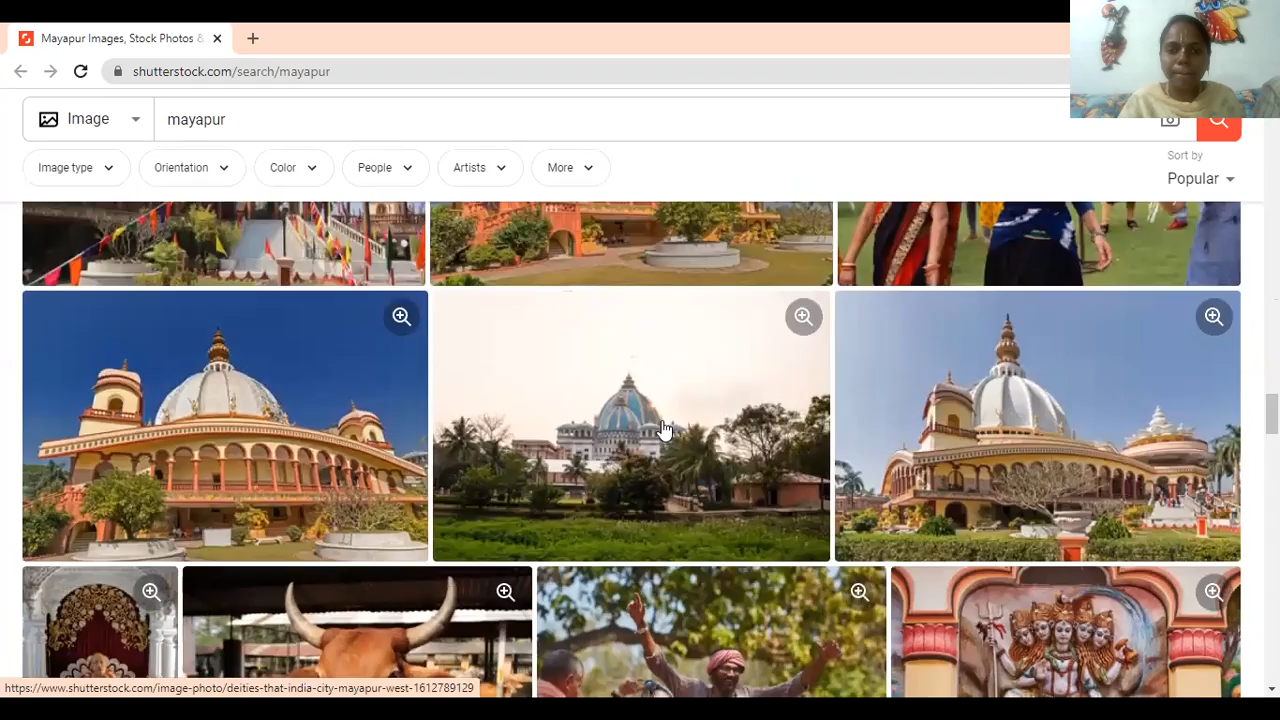 Mayapur Images, Stock Photos &
shutterstock.com/search/mayapur
Image
mayapur
Image type
Orientation
Color
People
Artists
More
Sort by
Popular
https://www.shutterstock.com/image-photo/deities-that-india-city-mayapur-west-1612789129